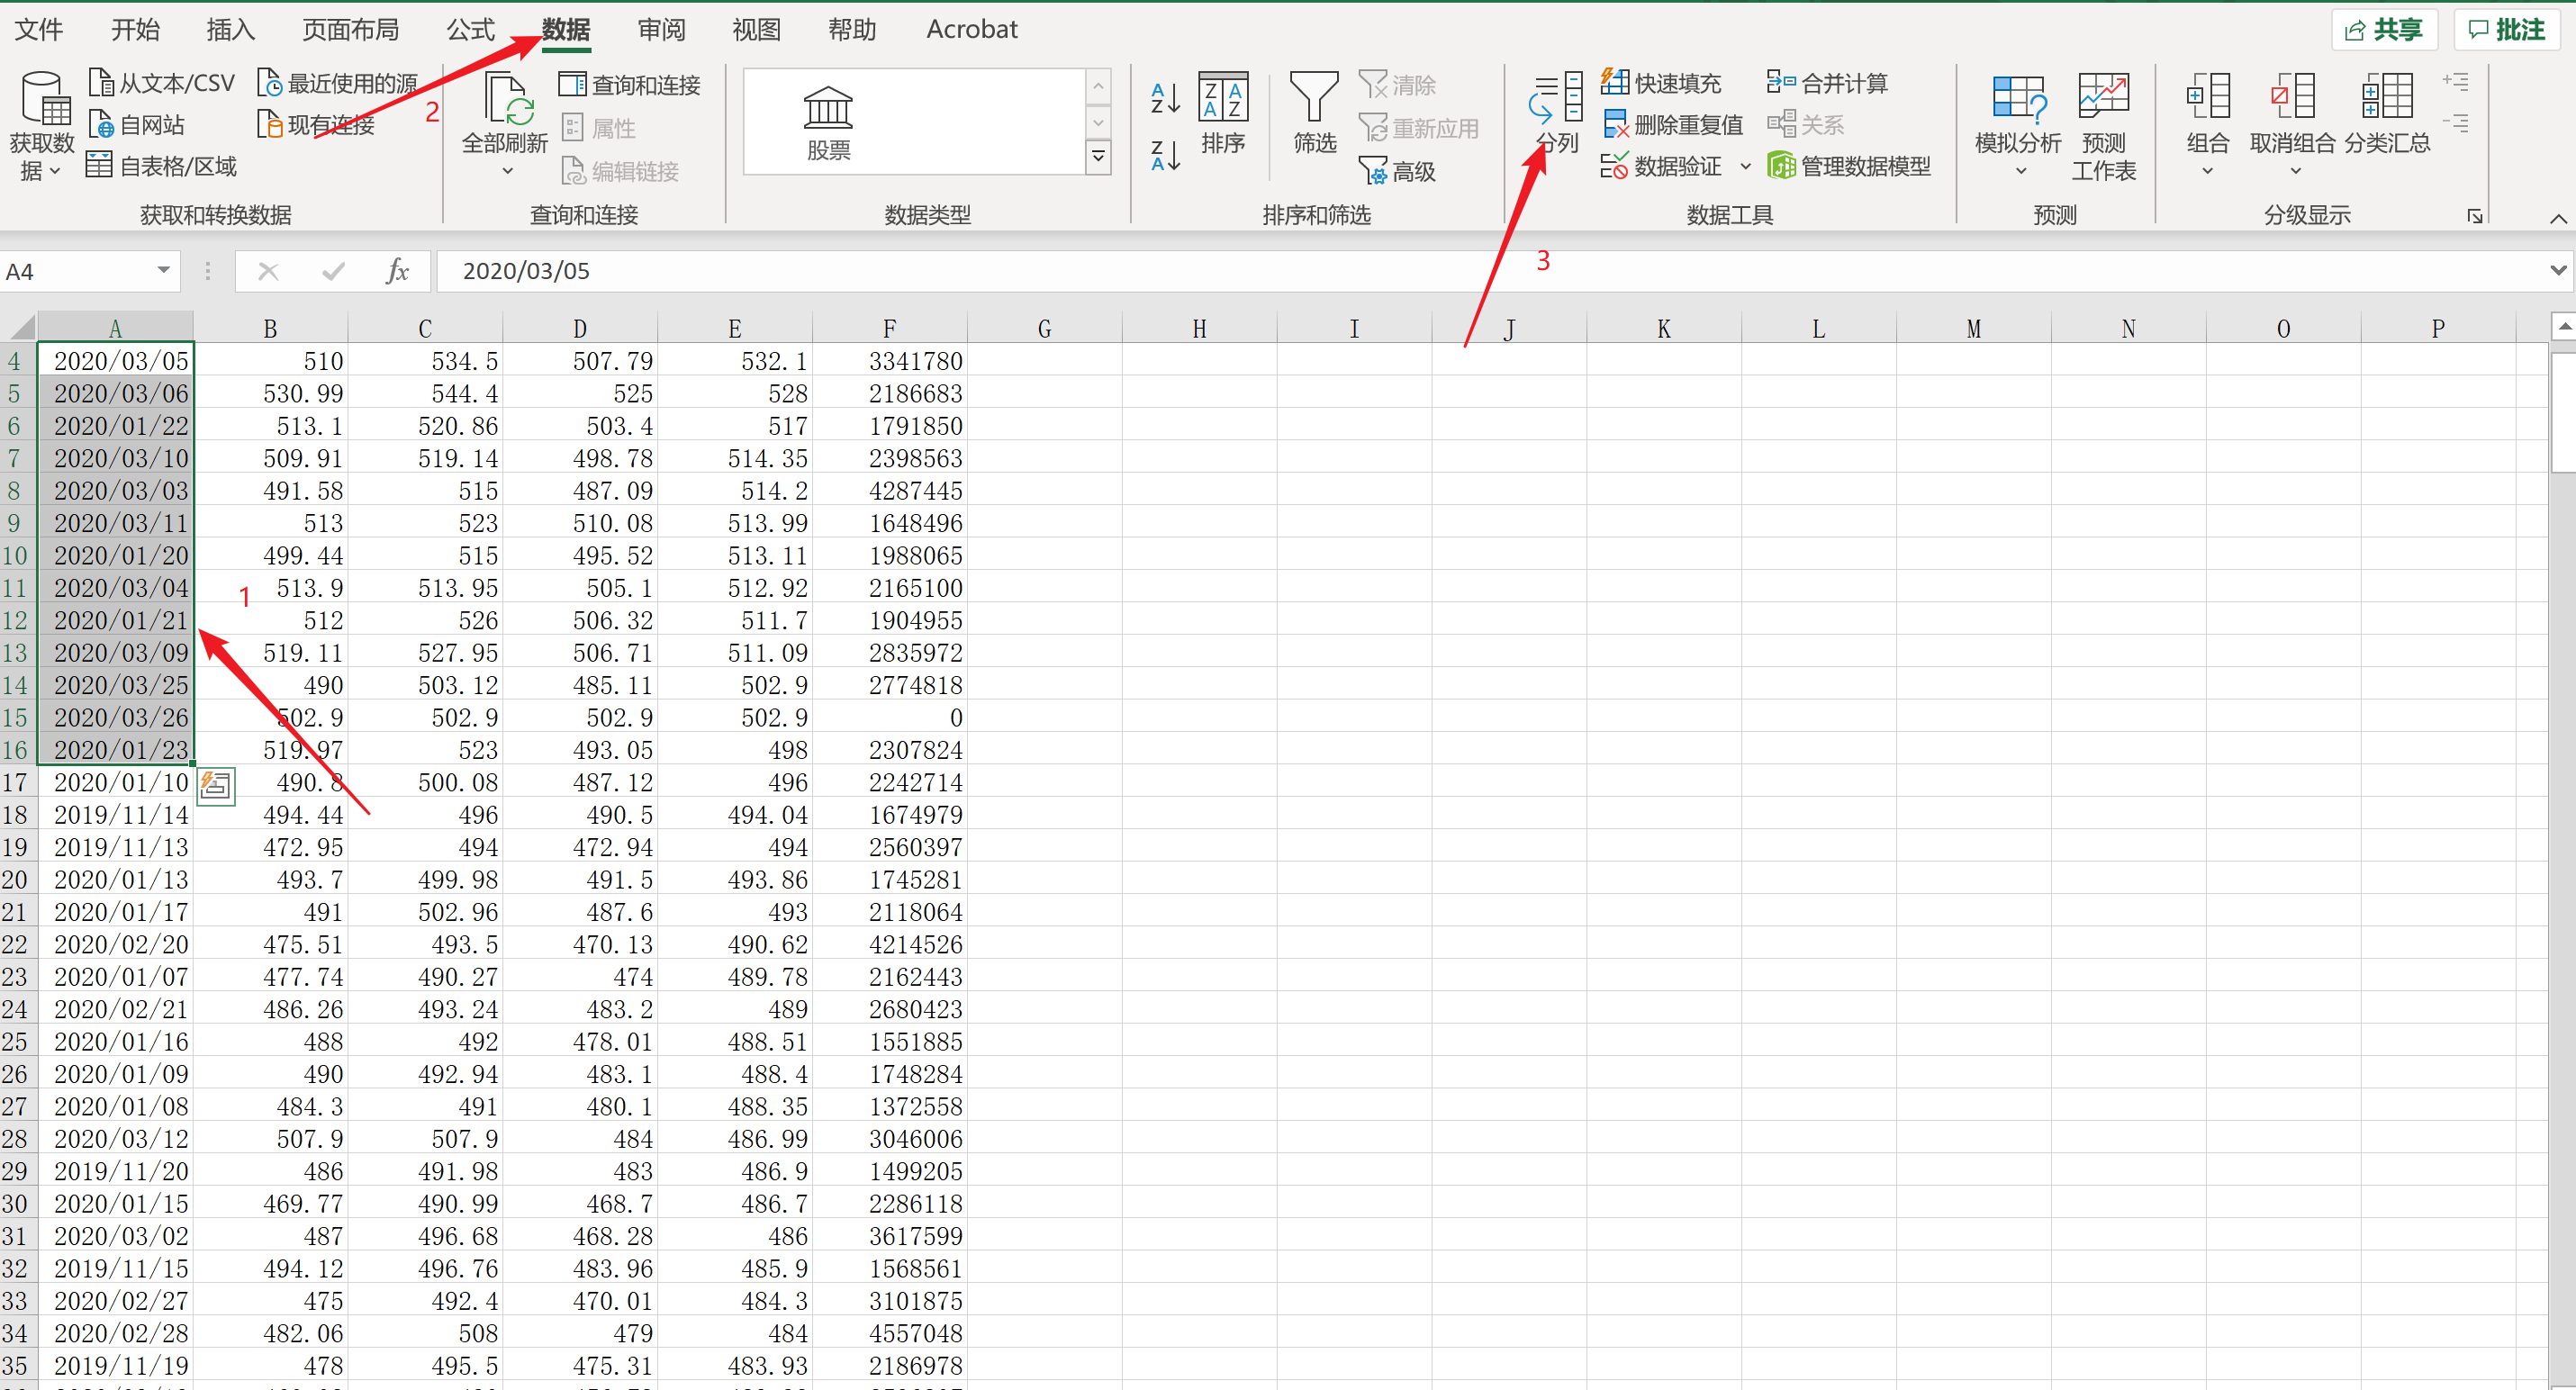 文件 开始 插入 页面布局 公式 数据 审阅 视图 帮助 Acrobat 共享 批注
获取数据 从文本/CSV 自网站 自表格/区域 最近使用的源 现有连接 2
全部刷新 查询和连接 属性 编辑链接
股票
排序 筛选 清除 重新应用 高级
分列 快速填充 删除重复值 数据验证 合并计算 关系 管理数据模型
模拟分析 预测工作表 组合 取消组合 分类汇总
获取和转换数据 查询和连接 数据类型 排序和筛选 数据工具 预测 分级显示
3
A4 fx 2020/03/05
A B C D E F G H I J K L M N O P
4 2020/03/05 510 534.5 507.79 532.1 3341780
5 2020/03/06 530.99 544.4 525 528 2186683
6 2020/01/22 513.1 520.86 503.4 517 1791850
7 2020/03/10 509.91 519.14 498.78 514.35 2398563
8 2020/03/03 491.58 515 487.09 514.2 4287445
9 2020/03/11 513 523 510.08 513.99 1648496
10 2020/01/20 499.44 515 495.52 513.11 1988065
11 2020/03/04 1 513.9 513.95 505.1 512.92 2165100
12 2020/01/21 512 526 506.32 511.7 1904955
13 2020/03/09 519.11 527.95 506.71 511.09 2835972
14 2020/03/25 490 503.12 485.11 502.9 2774818
15 2020/03/26 502.9 502.9 502.9 502.9 0
16 2020/01/23 519.97 523 493.05 498 2307824
17 2020/01/10 490.8 500.08 487.12 496 2242714
18 2019/11/14 494.44 496 490.5 494.04 1674979
19 2019/11/13 472.95 494 472.94 494 2560397
20 2020/01/13 493.7 499.98 491.5 493.86 1745281
21 2020/01/17 491 502.96 487.6 493 2118064
22 2020/02/20 475.51 493.5 470.13 490.62 4214526
23 2020/01/07 477.74 490.27 474 489.78 2162443
24 2020/02/21 486.26 493.24 483.2 489 2680423
25 2020/01/16 488 492 478.01 488.51 1551885
26 2020/01/09 490 492.94 483.1 488.4 1748284
27 2020/01/08 484.3 491 480.1 488.35 1372558
28 2020/03/12 507.9 507.9 484 486.99 3046006
29 2019/11/20 486 491.98 483 486.9 1499205
30 2020/01/15 469.77 490.99 468.7 486.7 2286118
31 2020/03/02 487 496.68 468.28 486 3617599
32 2019/11/15 494.12 496.76 483.96 485.9 1568561
33 2020/02/27 475 492.4 470.01 484.3 3101875
34 2020/02/28 482.06 508 479 484 4557048
35 2019/11/19 478 495.5 475.31 483.93 2186978